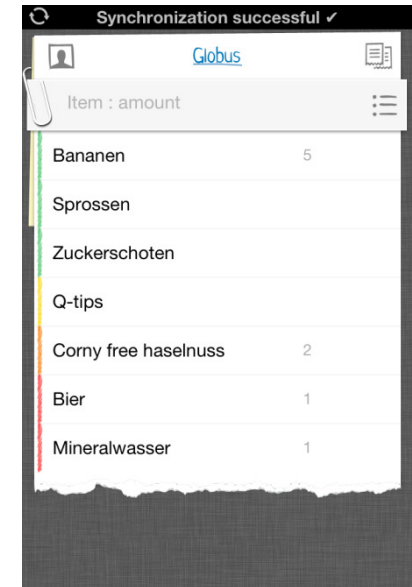 Synchronization successful ✔
Globus
Item : amount
Bananen 5
Sprossen
Zuckerschoten
Q-tips
Corny free haselnuss 2
Bier 1
Mineralwasser 1